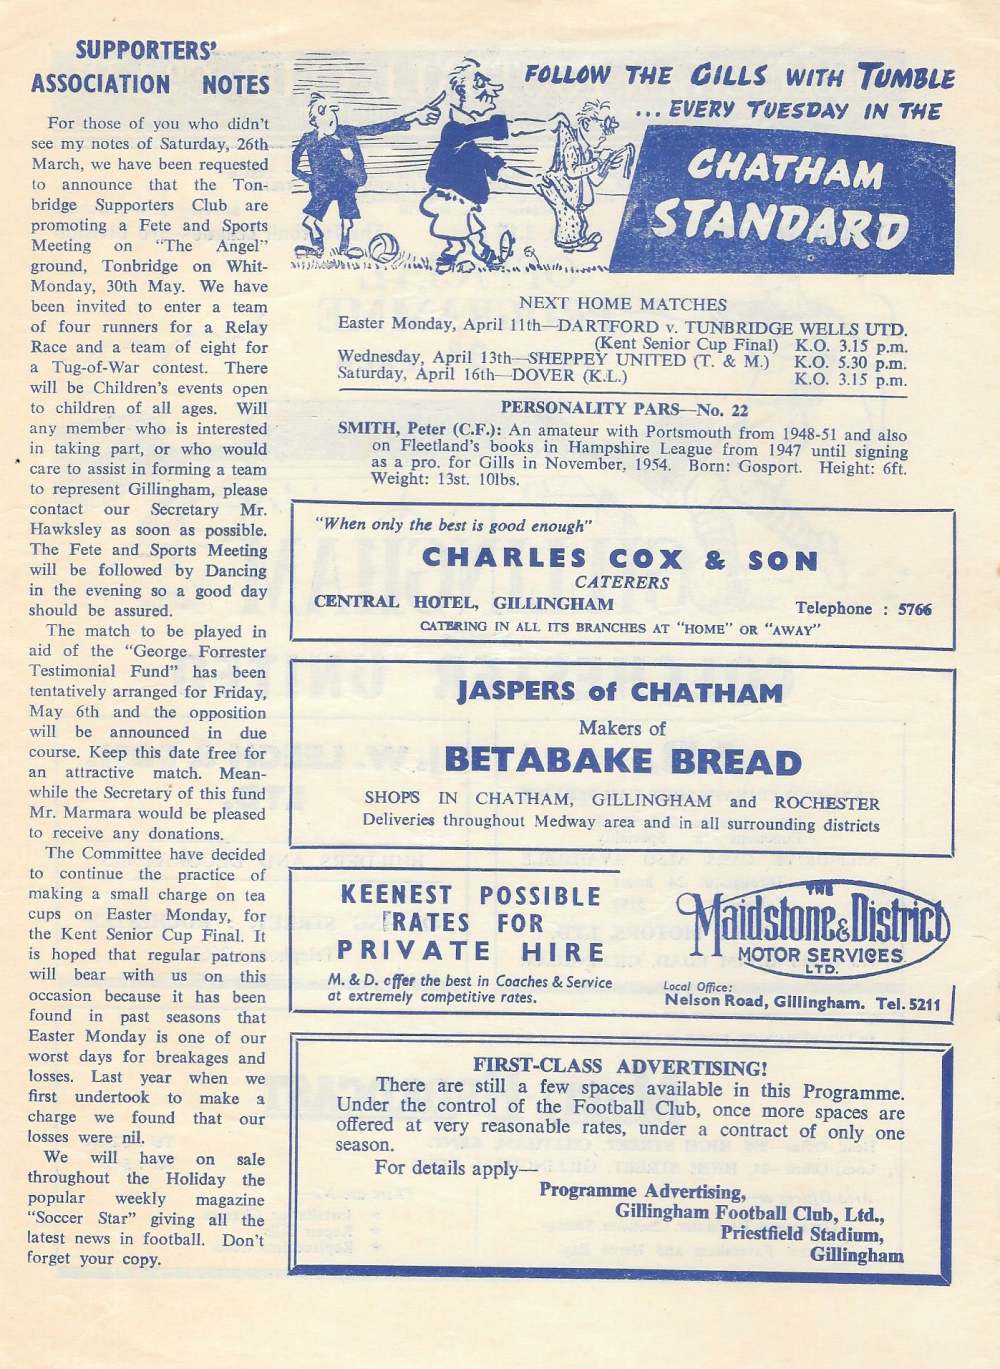 SUPPORTERS'
ASSOCIATION NOTES
For those of you who didn't
see my notes of Saturday, 26th
March, we have been requested
to announce that the Ton-
bridge Supporters Club are
promoting a Fete and Sports
Meeting on "The Angel"
ground, Tonbridge on Whit-
Monday, 30th May. We have
been invited to enter a team
of four runners for a Relay
Race and a team of eight for
a Tug-of-War contest. There
will be Children's events open
to children of all ages. Will
any member who is interested
in taking part, or who would
care to assist in forming a team
to represent Gillingham, please
contact our Secretary Mr.
Hawksley as soon as possible.
The Fete and Sports Meeting
will be followed by Dancing
in the evening so a good day
should be assured.
The match to be played in
aid of the "George Forrester
Testimonial Fund" has been
tentatively arranged for Friday,
May 6th and the opposition
will be announced in due
course. Keep this date free for
an attractive match. Mean-
while the Secretary of this fund
Mr. Marmara would be pleased
to receive any donations.
The Committee have decided
to continue the practice of
making a small charge on tea
cups on Easter Monday, for
the Kent Senior Cup Final. It
is hoped that regular patrons
will bear with us on this
occasion because it has been
found in past seasons that
Easter Monday is one of our
worst days for breakages and
losses. Last year when we
first undertook to make a
charge we found that our
losses were nil.
We will have on sale
throughout the Holiday the
popular weekly magazine
"Soccer Star" giving all the
latest news in football. Don't
forget your copy.
FOLLOW THE GILLS WITH TUMBLE
... EVERY TUESDAY IN THE
CHATHAM
STANDARD
NEXT HOME MATCHES
Easter Monday, April 11th—DARTFORD v. TUNBRIDGE WELLS UTD.
(Kent Senior Cup Final) K.O. 3.15 p.m.
Wednesday, April 13th—SHEPPEY UNITED (T. & M.) K.O. 5.30 p.m.
Saturday, April 16th—DOVER (K.L.) K.O. 3.15 p.m.
PERSONALITY PARS—No. 22
SMITH, Peter (C.F.): An amateur with Portsmouth from 1948-51 and also
on Fleetland's books in Hampshire League from 1947 until signing
as a pro. for Gills in November, 1954. Born: Gosport. Height: 6ft.
Weight: 13st. 10lbs.
"When only the best is good enough"
CHARLES COX & SON
CATERERS
CENTRAL HOTEL, GILLINGHAM Telephone : 5766
CATERING IN ALL ITS BRANCHES AT "HOME" OR "AWAY"
JASPERS of CHATHAM
Makers of
BETABAKE BREAD
SHOPS IN CHATHAM, GILLINGHAM and ROCHESTER
Deliveries throughout Medway area and in all surrounding districts
KEENEST POSSIBLE
RATES FOR
PRIVATE HIRE
M. & D. offer the best in Coaches & Service
at extremely competitive rates.
THE
Maidstone & District
MOTOR SERVICES
LTD.
Local Office:
Nelson Road, Gillingham. Tel. 5211
FIRST-CLASS ADVERTISING!
There are still a few spaces available in this Programme.
Under the control of the Football Club, once more spaces are
offered at very reasonable rates, under a contract of only one
season.
For details apply—
Programme Advertising,
Gillingham Football Club, Ltd.,
Priestfield Stadium,
Gillingham